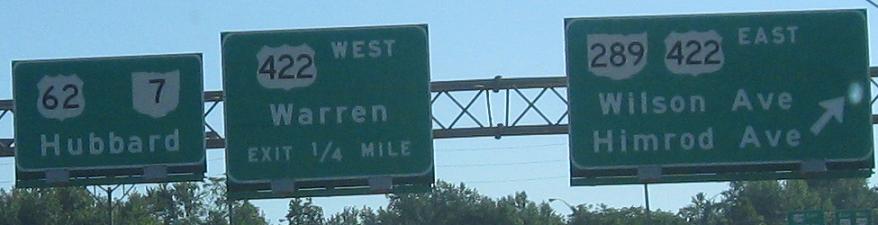 62 7
Hubbard
422 WEST
Warren
EXIT 1/4 MILE
289 422 EAST
Wilson Ave
Himrod Ave